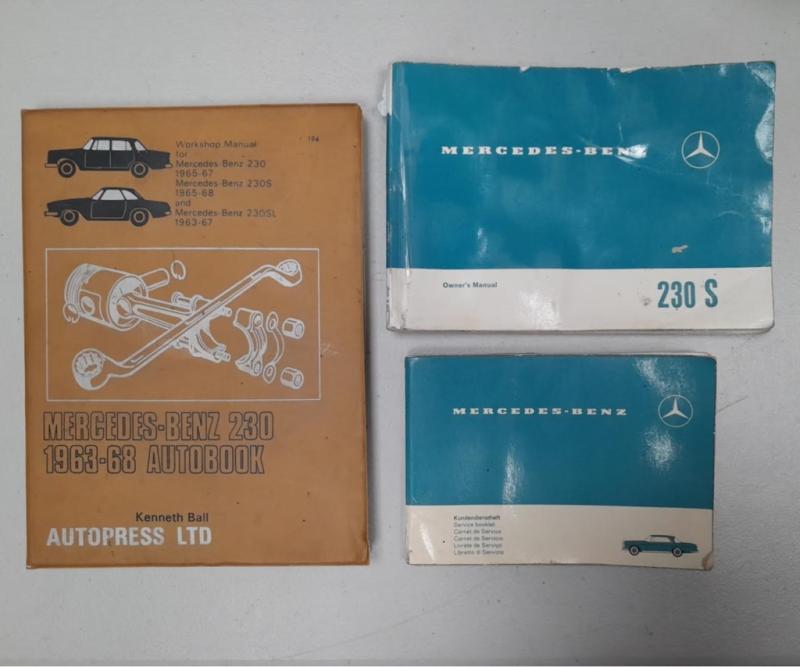 194
Workshop Manual
for
Mercedes-Benz 230
1965-67
Mercedes-Benz 230S
1965-68
and
Mercedes-Benz 230SL
1963-67
MERCEDES-BENZ 230
1963-68 AUTOBOOK
Kenneth Ball
AUTOPRESS LTD
MERCEDES-BENZ
Owner's Manual
230 S
MERCEDES-BENZ
Kundendienstheft
Service booklet
Carnet de Service
Carnet de Servicio
Livrete de Serviço
Libretto di Servizio